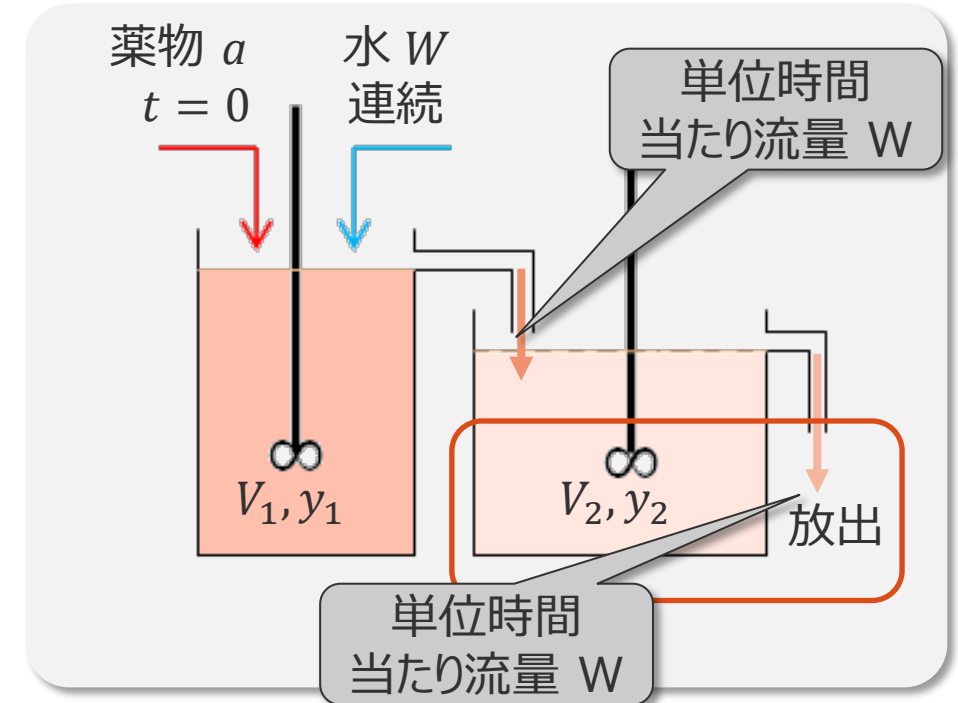 薬物 a
t = 0
水 W
連続
単位時間
当たり流量 W
V₁, y₁
V₂, y₂
放出
単位時間
当たり流量 W